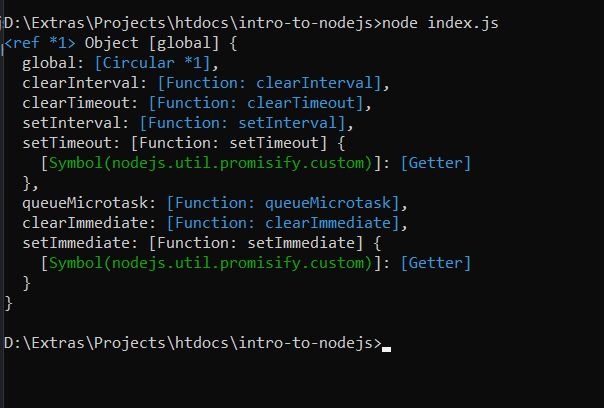 D:\Extras\Projects\htdocs\intro-to-nodejs>node index.js
<ref *1> Object [global] {
  global: [Circular *1],
  clearInterval: [Function: clearInterval],
  clearTimeout: [Function: clearTimeout],
  setInterval: [Function: setInterval],
  setTimeout: [Function: setTimeout] {
    [Symbol(nodejs.util.promisify.custom)]: [Getter]
  },
  queueMicrotask: [Function: queueMicrotask],
  clearImmediate: [Function: clearImmediate],
  setImmediate: [Function: setImmediate] {
    [Symbol(nodejs.util.promisify.custom)]: [Getter]
  }
}
D:\Extras\Projects\htdocs\intro-to-nodejs>